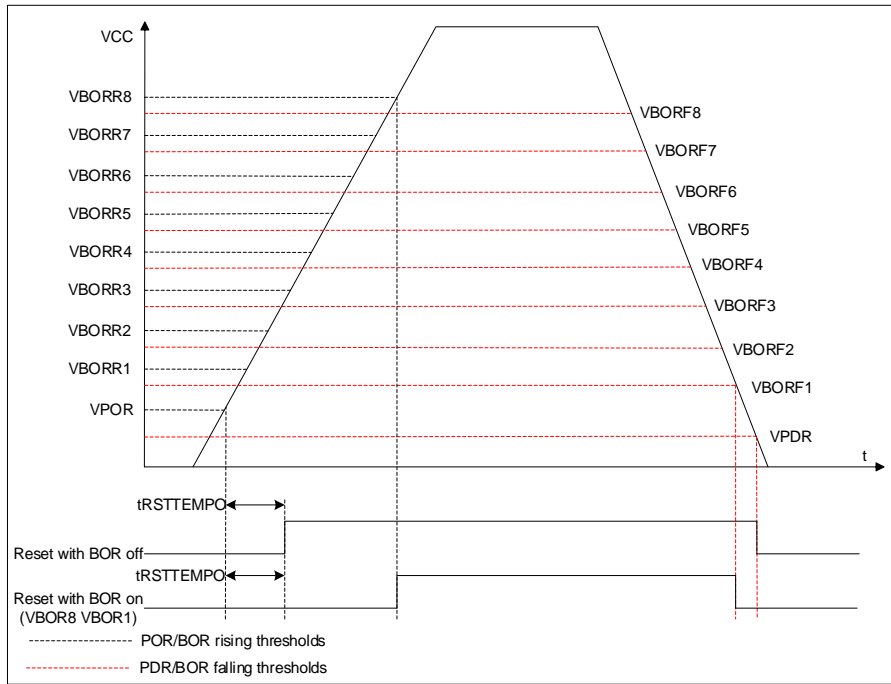 VCC
VBORR8
VBORF8
VBORR7
VBORF7
VBORR6
VBORF6
VBORR5
VBORF5
VBORR4
VBORF4
VBORR3
VBORF3
VBORR2
VBORF2
VBORR1
VBORF1
VPOR
VPDR
t
tRSTTEMPO
Reset with BOR off
tRSTTEMPO
Reset with BOR on
(VBOR8 VBOR1)
POR/BOR rising thresholds
PDR/BOR falling thresholds